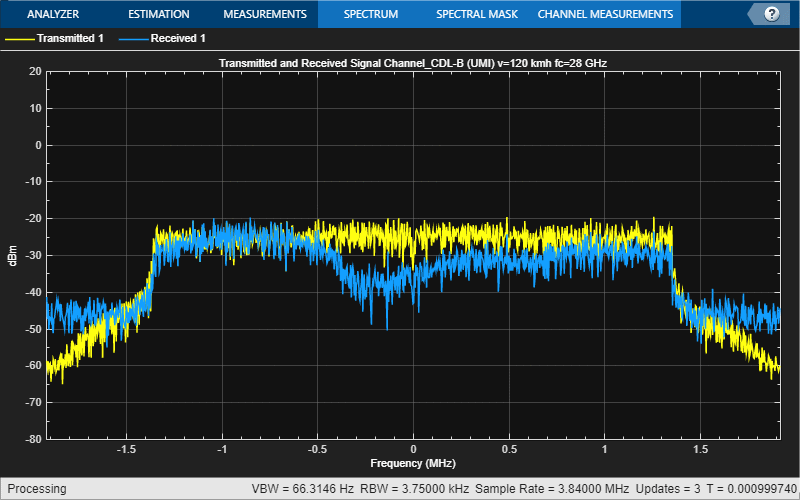 ANALYZER ESTIMATION MEASUREMENTS SPECTRUM SPECTRAL MASK CHANNEL MEASUREMENTS ?
Transmitted 1 Received 1
Transmitted and Received Signal Channel_CDL-B (UMI) v=120 kmh fc=28 GHz
20
10
0
-10
-20
-30
-40
-50
-60
-70
-80
dBm
-1.5 -1 -0.5 0 0.5 1 1.5
Frequency (MHz)
Processing VBW = 66.3146 Hz RBW = 3.75000 kHz Sample Rate = 3.84000 MHz Updates = 3 T = 0.000999740